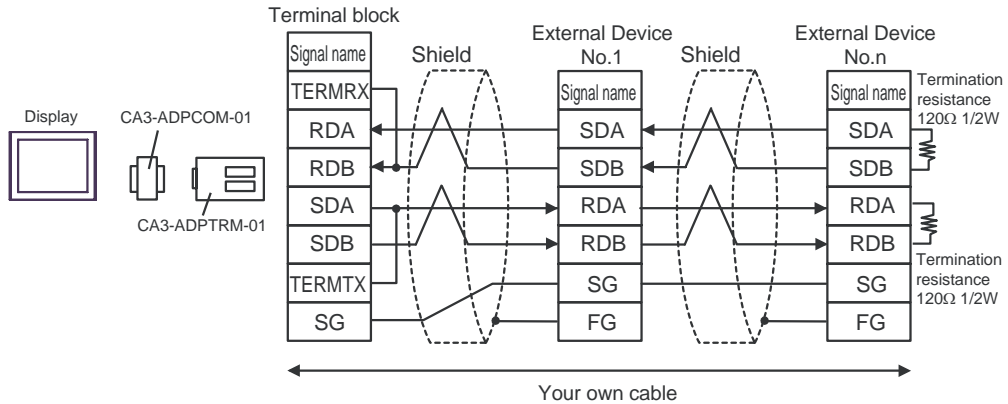 Display
CA3-ADPCOM-01
CA3-ADPTRM-01
Terminal block
Signal name
TERMRX
RDA
RDB
SDA
SDB
TERMTX
SG
Shield
External Device
No.1
Signal name
SDA
SDB
RDA
RDB
SG
FG
Shield
External Device
No.n
Signal name
SDA
SDB
RDA
RDB
SG
FG
Termination
resistance
120Ω 1/2W
Termination
resistance
120Ω 1/2W
Your own cable